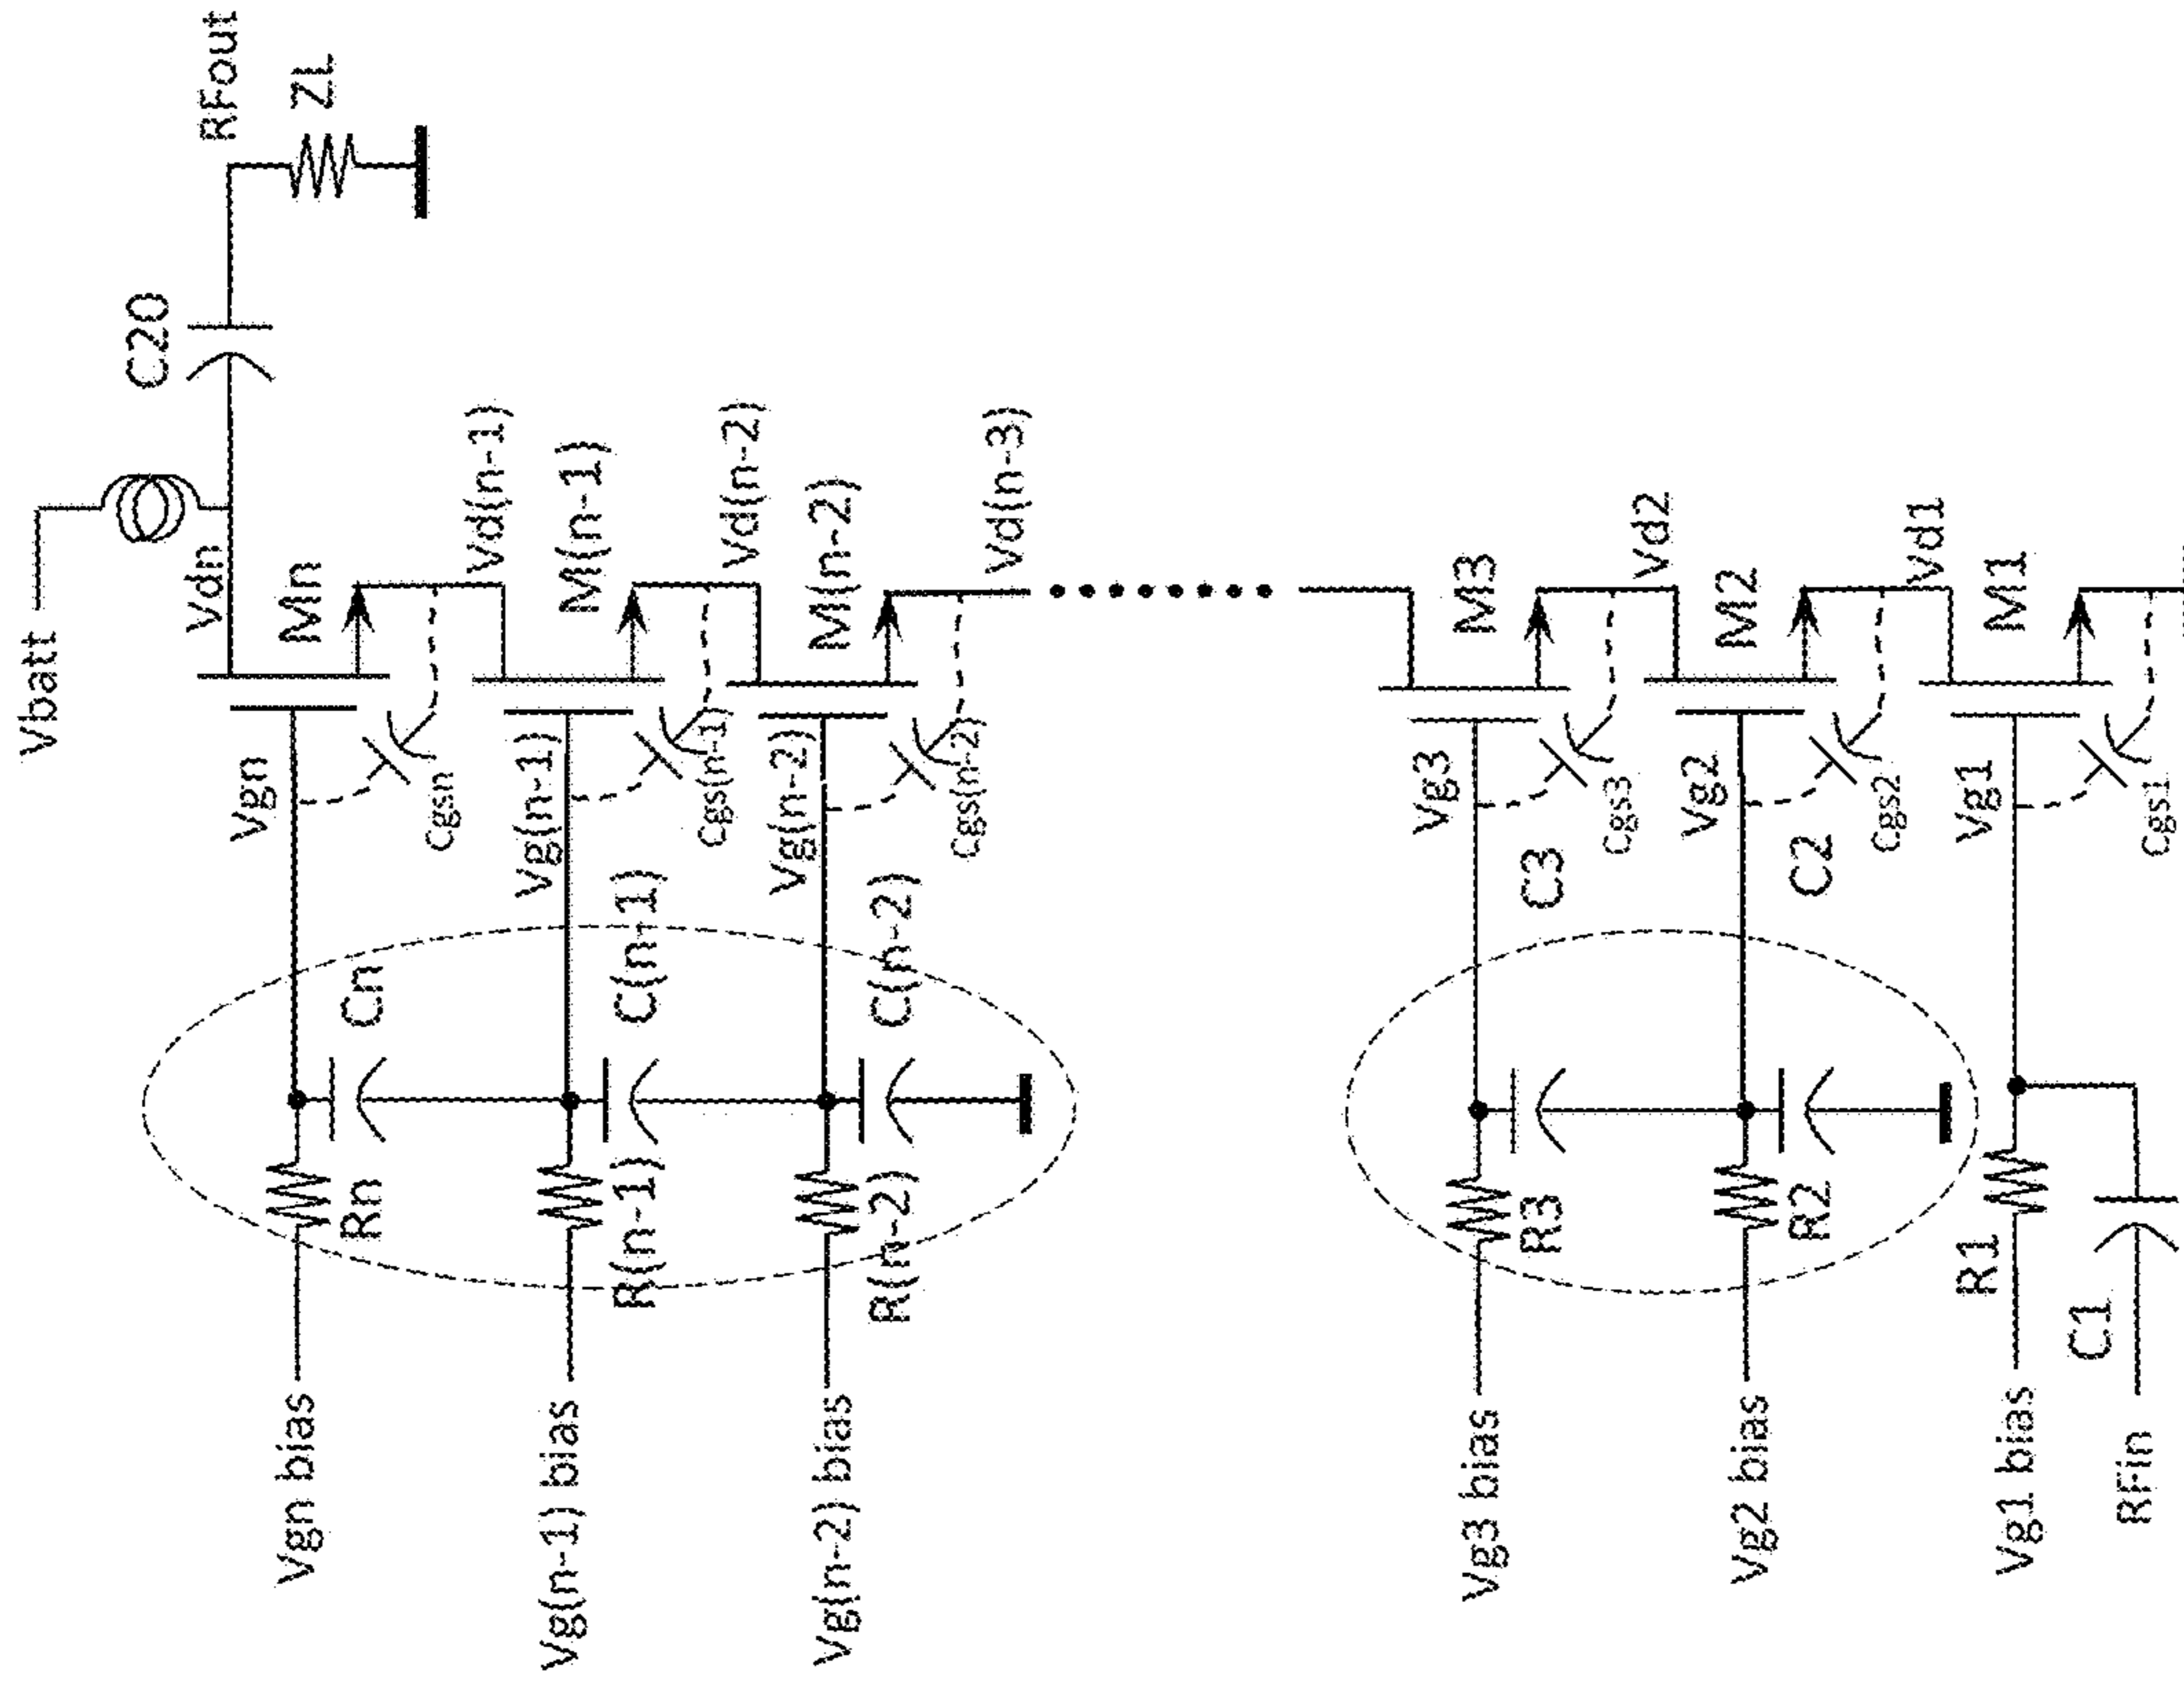 Vbatt
C20
RFout
ZL
Vdn
Mn
Vgn
Cgsn
Vgn bias
Rn
Cn
Vd(n-1)
M(n-1)
Vg(n-1)
Cgs(n-1)
Vg(n-1) bias
R(n-1)
C(n-1)
Vd(n-2)
M(n-2)
Vg(n-2)
Cgs(n-2)
Vg(n-2) bias
R(n-2)
C(n-2)
Vd(n-3)
M3
Vg3
Cgs3
Vg3 bias
R3
C3
Vd2
M2
Vg2
Cgs2
Vg2 bias
R2
C2
Vd1
M1
Vg1
Cgs1
Vg1 bias
R1
C1
RFin